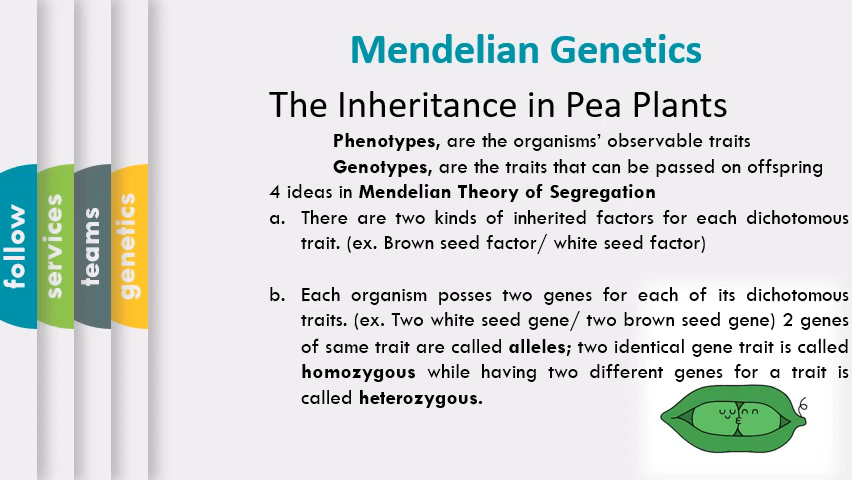 Mendelian Genetics
The Inheritance in Pea Plants
Phenotypes, are the organisms’ observable traits
Genotypes, are the traits that can be passed on offspring
4 ideas in Mendelian Theory of Segregation
a. There are two kinds of inherited factors for each dichotomous
trait. (ex. Brown seed factor/ white seed factor)
b. Each organism posses two genes for each of its dichotomous
traits. (ex. Two white seed gene/ two brown seed gene) 2 genes
of same trait are called alleles; two identical gene trait is called
homozygous while having two different genes for a trait is
called heterozygous.
follow
services
teams
genetics